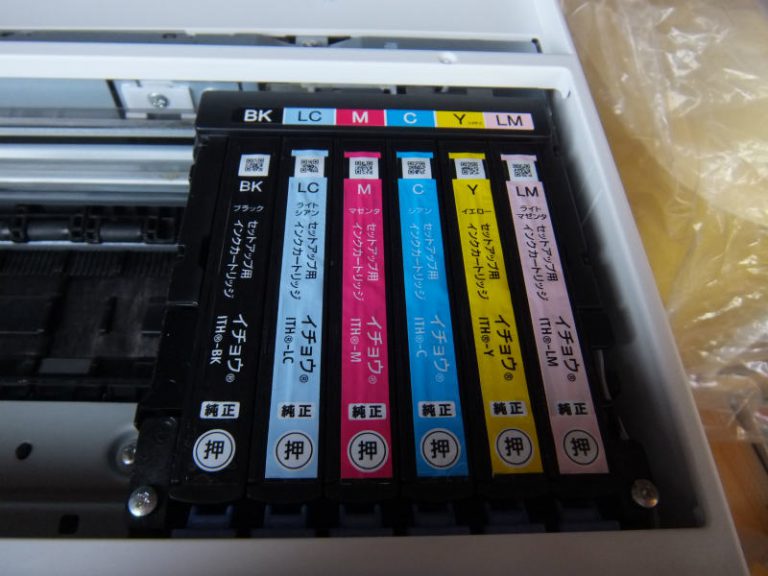 BK LC M C Y LM
BK
ブラック
セットアップ用
インクカートリッジ
イチョウ®
ITH®-BK
純正
押
LC
ライト
シアン
セットアップ用
インクカートリッジ
イチョウ®
ITH®-LC
純正
押
M
マゼンタ
セットアップ用
インクカートリッジ
イチョウ®
ITH®-M
純正
押
C
シアン
セットアップ用
インクカートリッジ
イチョウ®
ITH®-C
純正
押
Y
イエロー
セットアップ用
インクカートリッジ
イチョウ®
ITH®-Y
純正
押
LM
ライト
マゼンタ
セットアップ用
インクカートリッジ
イチョウ®
ITH®-LM
純正
押